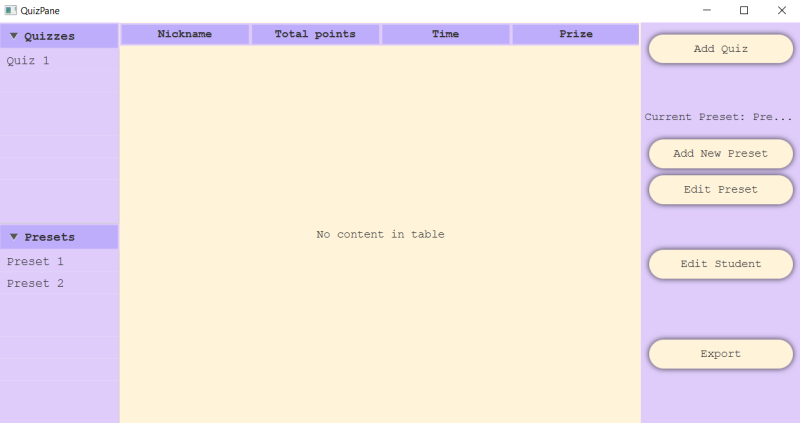 QuizPane
Quizzes
Quiz 1
Presets
Preset 1
Preset 2
Nickname Total points Time Prize
No content in table
Add Quiz
Current Preset: Pre...
Add New Preset
Edit Preset
Edit Student
Export